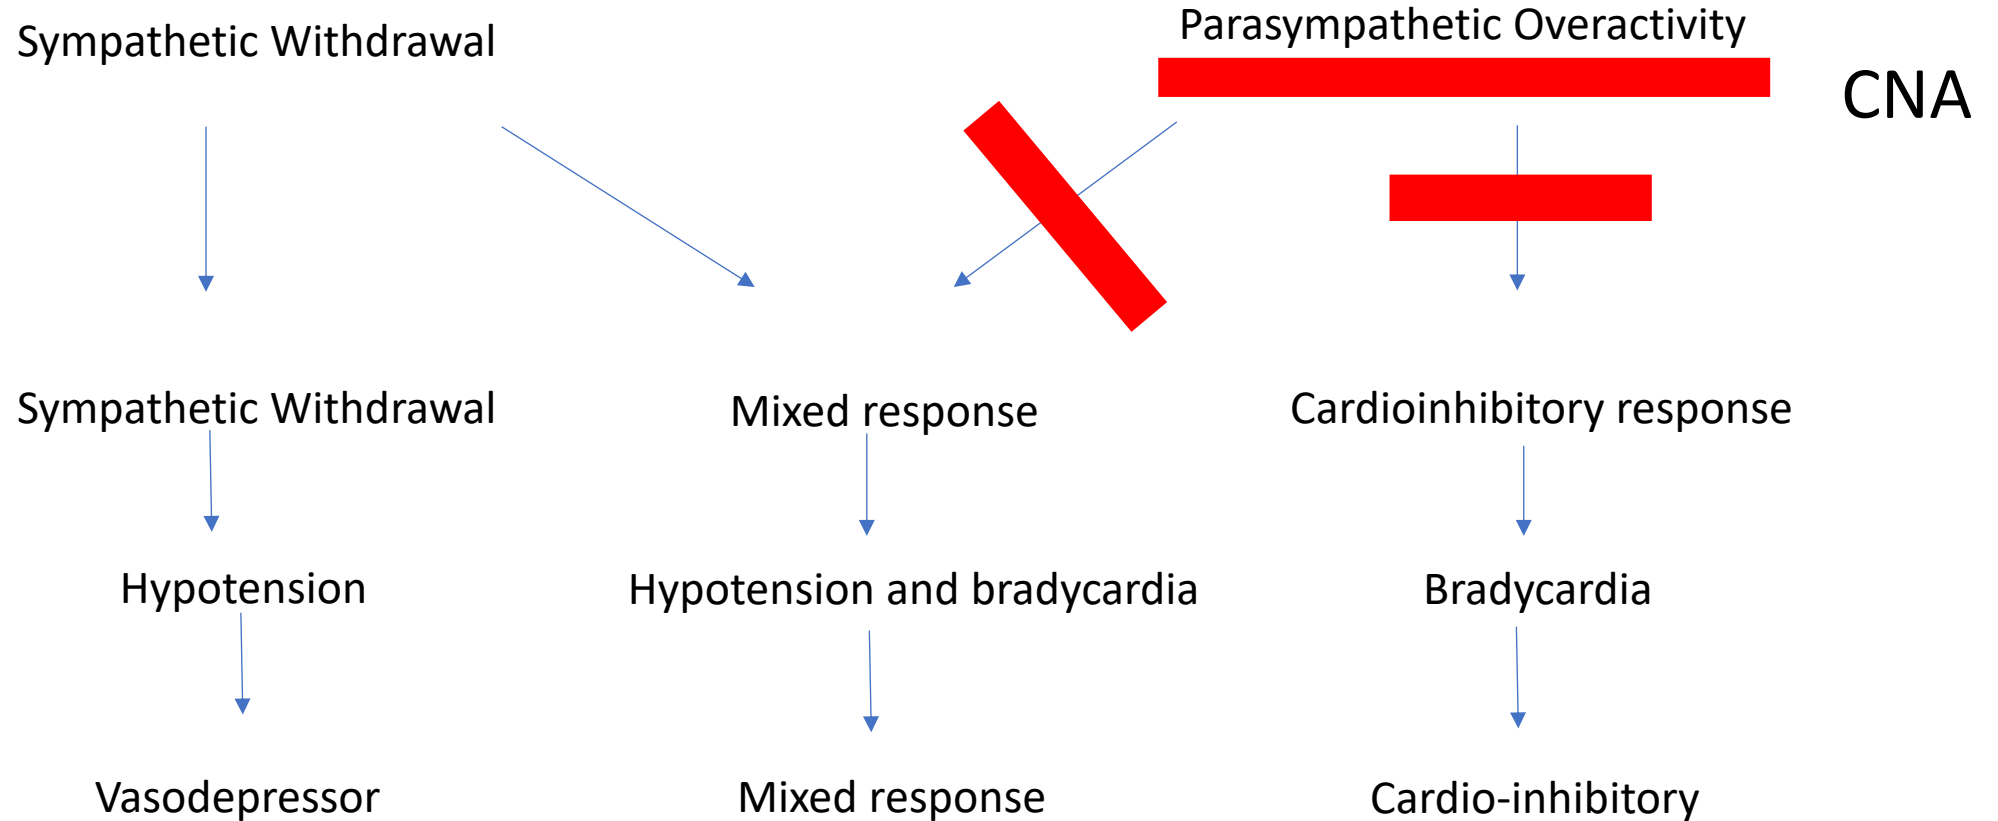 Sympathetic Withdrawal
Parasympathetic Overactivity
CNA
Sympathetic Withdrawal
Mixed response
Cardioinhibitory response
Hypotension
Hypotension and bradycardia
Bradycardia
Vasodepressor
Mixed response
Cardio-inhibitory